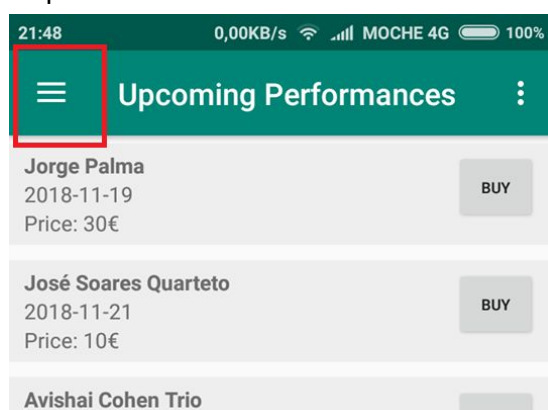 21:48 0,00KB/s MOCHE 4G 100%
Upcoming Performances
Jorge Palma
2018-11-19
Price: 30€
BUY
José Soares Quarteto
2018-11-21
Price: 10€
BUY
Avishai Cohen Trio